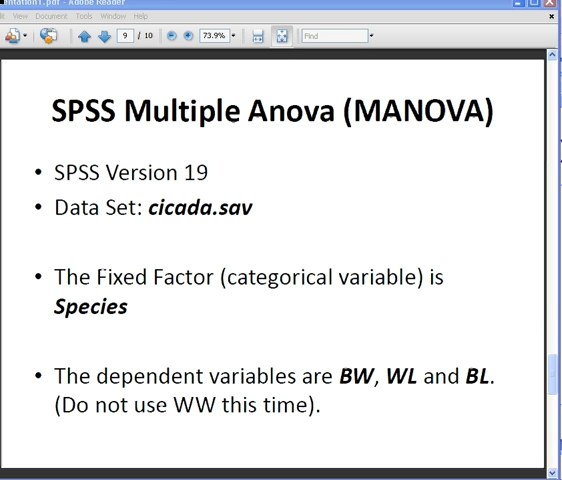 entation1.pdf - Adobe Reader
View Document Tools Window Help
9 / 10 73.9% Find
SPSS Multiple Anova (MANOVA)
• SPSS Version 19
• Data Set: cicada.sav
• The Fixed Factor (categorical variable) is
Species
• The dependent variables are BW, WL and BL.
(Do not use WW this time).